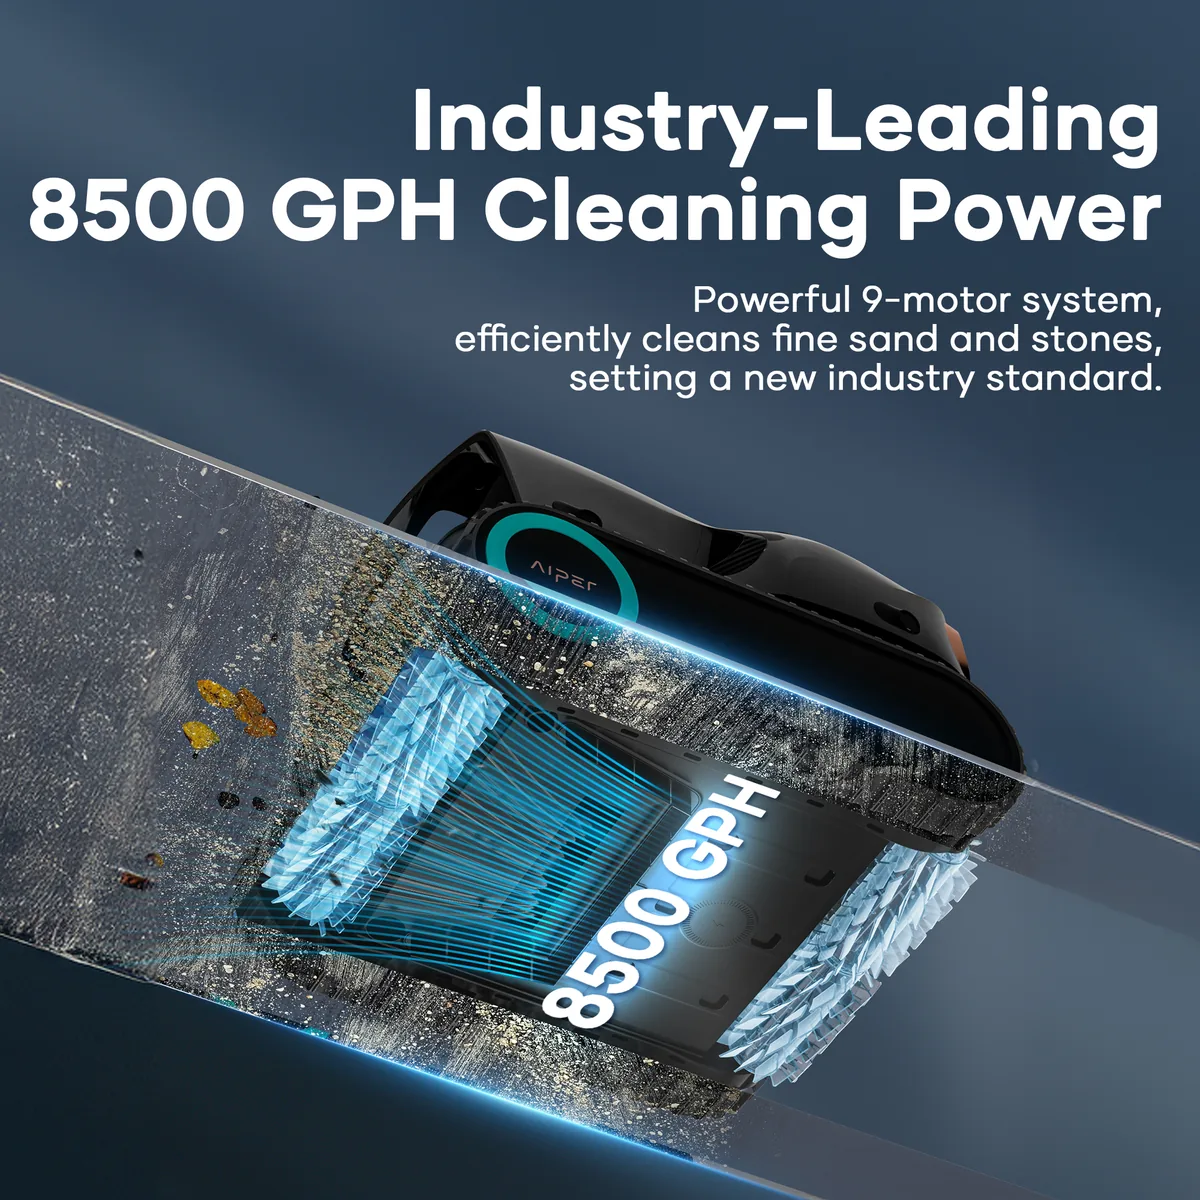 Industry-Leading
8500 GPH Cleaning Power
Powerful 9-motor system,
efficiently cleans fine sand and stones,
setting a new industry standard.
AIPER
8500 GPH